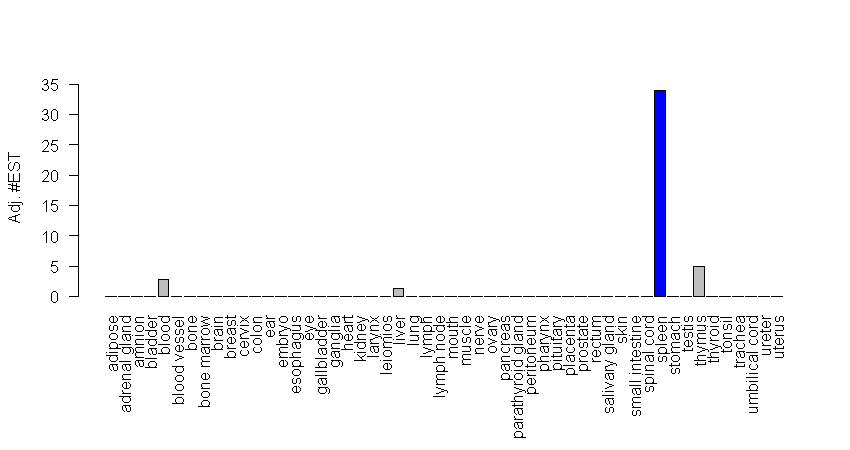 Adj. #EST
35
30
25
20
15
10
5
0
adipose
adrenal gland
amnion
bladder
blood
blood vessel
bone
bone marrow
brain
breast
cervix
colon
ear
embryo
esophagus
eye
gallbladder
ganglia
heart
kidney
larynx
leiomios
liver
lung
lymph
lymph node
mouth
muscle
nerve
ovary
pancreas
parathyroid gland
peritoneum
pharynx
pituitary
placenta
prostate
rectum
salivary gland
skin
small intestine
spinal cord
spleen
stomach
testis
thymus
thyroid
tonsil
trachea
umbilical cord
ureter
uterus